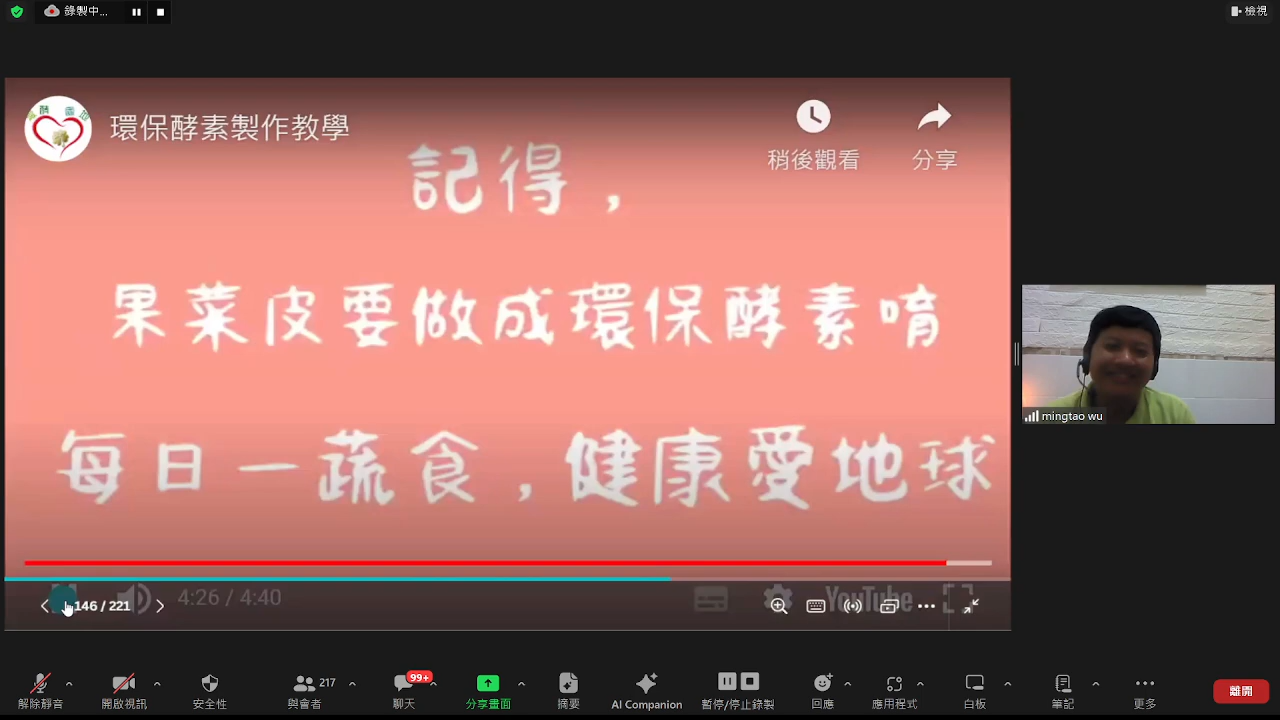 錄製中...
檢視
環保酵素製作教學
稍後觀看
分享
記得，
果菜皮要做成環保酵素唷
每日一蔬食，健康愛地球
mingtao wu
4:26 / 4:40
146 / 221
YouTube
解除靜音
開啟視訊
安全性
217
與會者
99+
聊天
分享畫面
摘要
AI Companion
暫停/停止錄製
回應
應用程式
白板
筆記
更多
離開